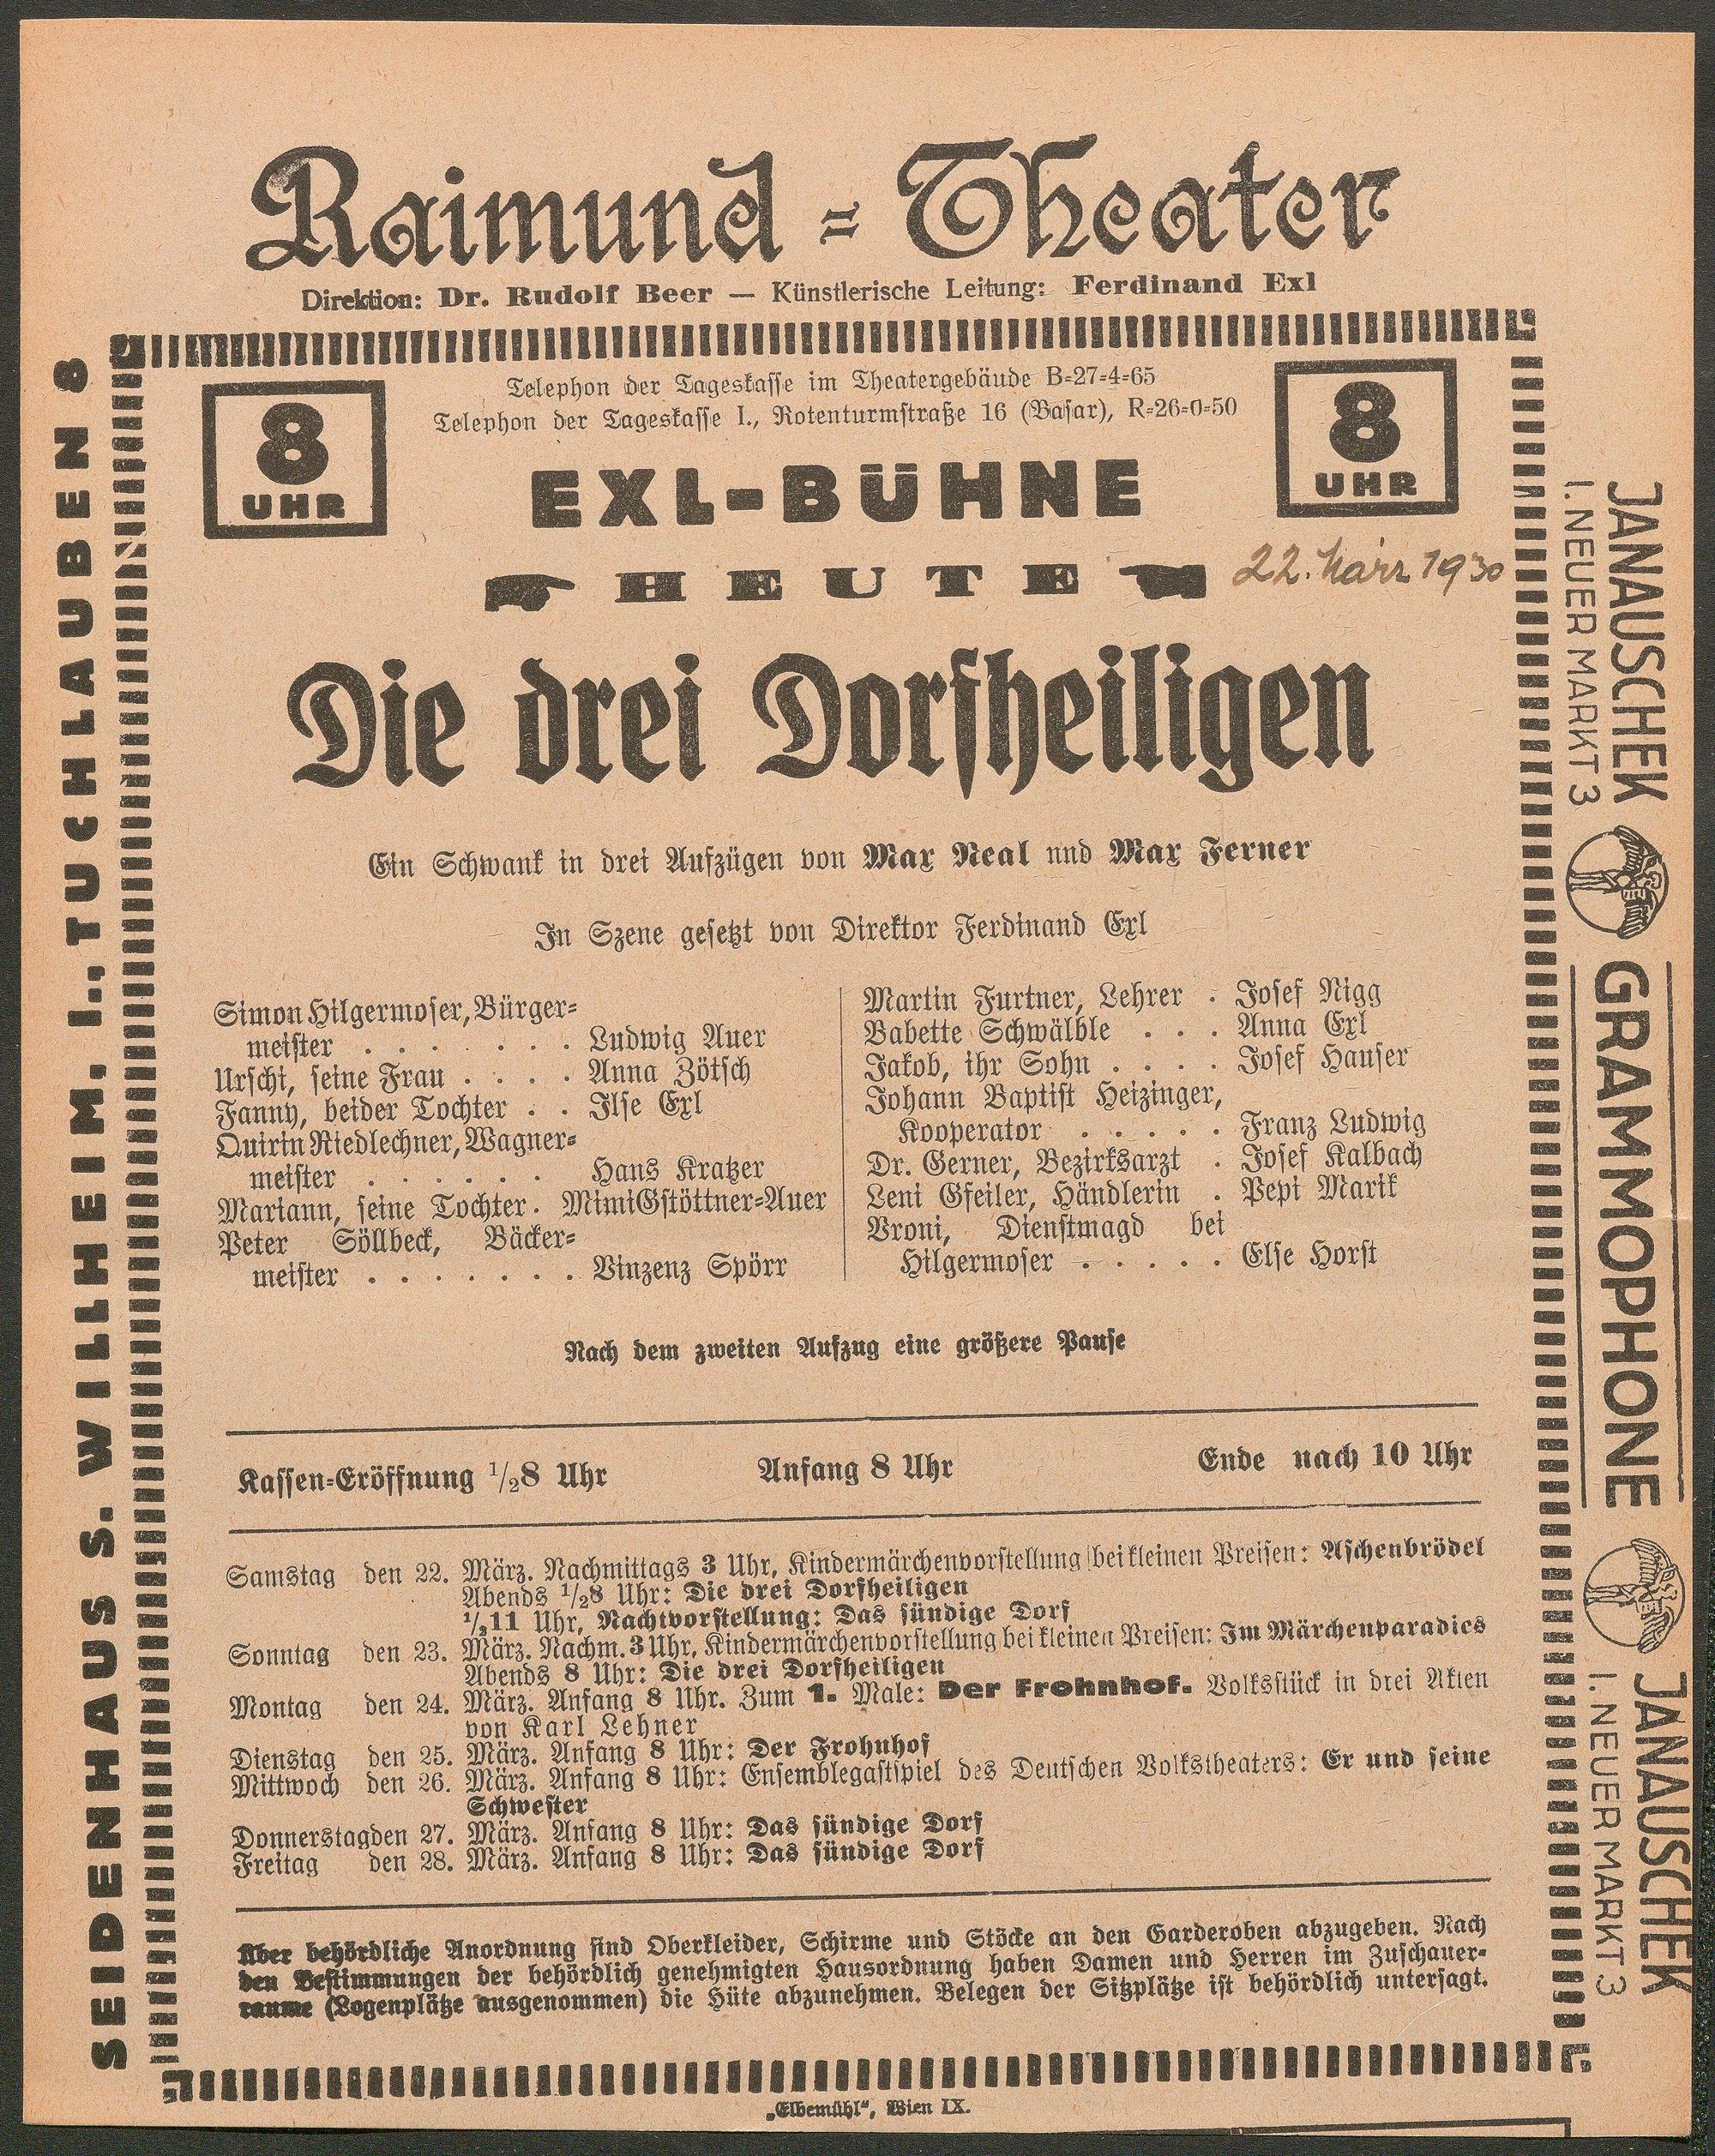 Raimund=Theater
Direktion: Dr. Rudolf Beer — Künstlerische Leitung: Ferdinand Exl
8 UHR
Telephon der Tageskasse im Theatergebäude B=27=4=65
Telephon der Tageskasse I., Rotenturmstraße 16 (Basar), R=26=0=50
8 UHR
EXL-BÜHNE
HEUTE
22. März 1930
Die drei Dorfheiligen
Ein Schwank in drei Aufzügen von Max Neal und Max Ferner
In Szene gesetzt von Direktor Ferdinand Exl
Simon Hilgermoser, Bürger=
meister . . . . . . . Ludwig Auer
Urschi, seine Frau . . . . Anna Zötsch
Fanny, beider Tochter . . Ilse Exl
Quirin Riedlechner, Wagner=
meister . . . . . . Hans Kratzer
Mariann, seine Tochter . Mimi Gstöttner=Auer
Peter Söllbeck, Bäcker=
meister . . . . . . . Vinzenz Spörr
Martin Furtner, Lehrer . Josef Nigg
Babette Schwälble . . . Anna Exl
Jakob, ihr Sohn . . . . Josef Hauser
Johann Baptist Heizinger,
Kooperator . . . . . Franz Ludwig
Dr. Gerner, Bezirksarzt . Josef Kalbach
Leni Gfeiler, Händlerin . Pepi Marik
Vroni, Dienstmagd bei
Hilgermoser . . . . . Else Horst
Nach dem zweiten Aufzug eine größere Pause
Kassen=Eröffnung 1/28 Uhr Anfang 8 Uhr Ende nach 10 Uhr
Samstag den 22. März. Nachmittags 3 Uhr, Kindermärchenvorstellung bei kleinen Preisen: Aschenbrödel
Abends 1/28 Uhr: Die drei Dorfheiligen
1/211 Uhr, Nachtvorstellung: Das sündige Dorf
Sonntag den 23. März. Nachm. 3 Uhr, Kindermärchenvorstellung bei kleinen Preisen: Im Märchenparadies
Abends 8 Uhr: Die drei Dorfheiligen
Montag den 24. März. Anfang 8 Uhr. Zum 1. Male: Der Frohnhof. Volksstück in drei Akten
von Karl Lehner
Dienstag den 25. März. Anfang 8 Uhr: Der Frohnhof
Mittwoch den 26. März. Anfang 8 Uhr: Ensemblegastspiel des Deutschen Volkstheaters: Er und seine
Schwester
Donnerstag den 27. März. Anfang 8 Uhr: Das sündige Dorf
Freitag den 28. März. Anfang 8 Uhr: Das sündige Dorf
Über behördliche Anordnung sind Oberkleider, Schirme und Stöcke an den Garderoben abzugeben. Nach
den Bestimmungen der behördlich genehmigten Hausordnung haben Damen und Herren im Zuschauer=
raume (Logenplätze ausgenommen) die Hüte abzunehmen. Belegen der Sitzplätze ist behördlich untersagt.
„Elbemühl“, Wien IX.
SEIDENHAUS S. WILLHEIM. I., TUCHLAUBEN 8
JANAUSCHEK
I. NEUER MARKT 3
GRAMMOPHONE
JANAUSCHEK
I. NEUER MARKT 3